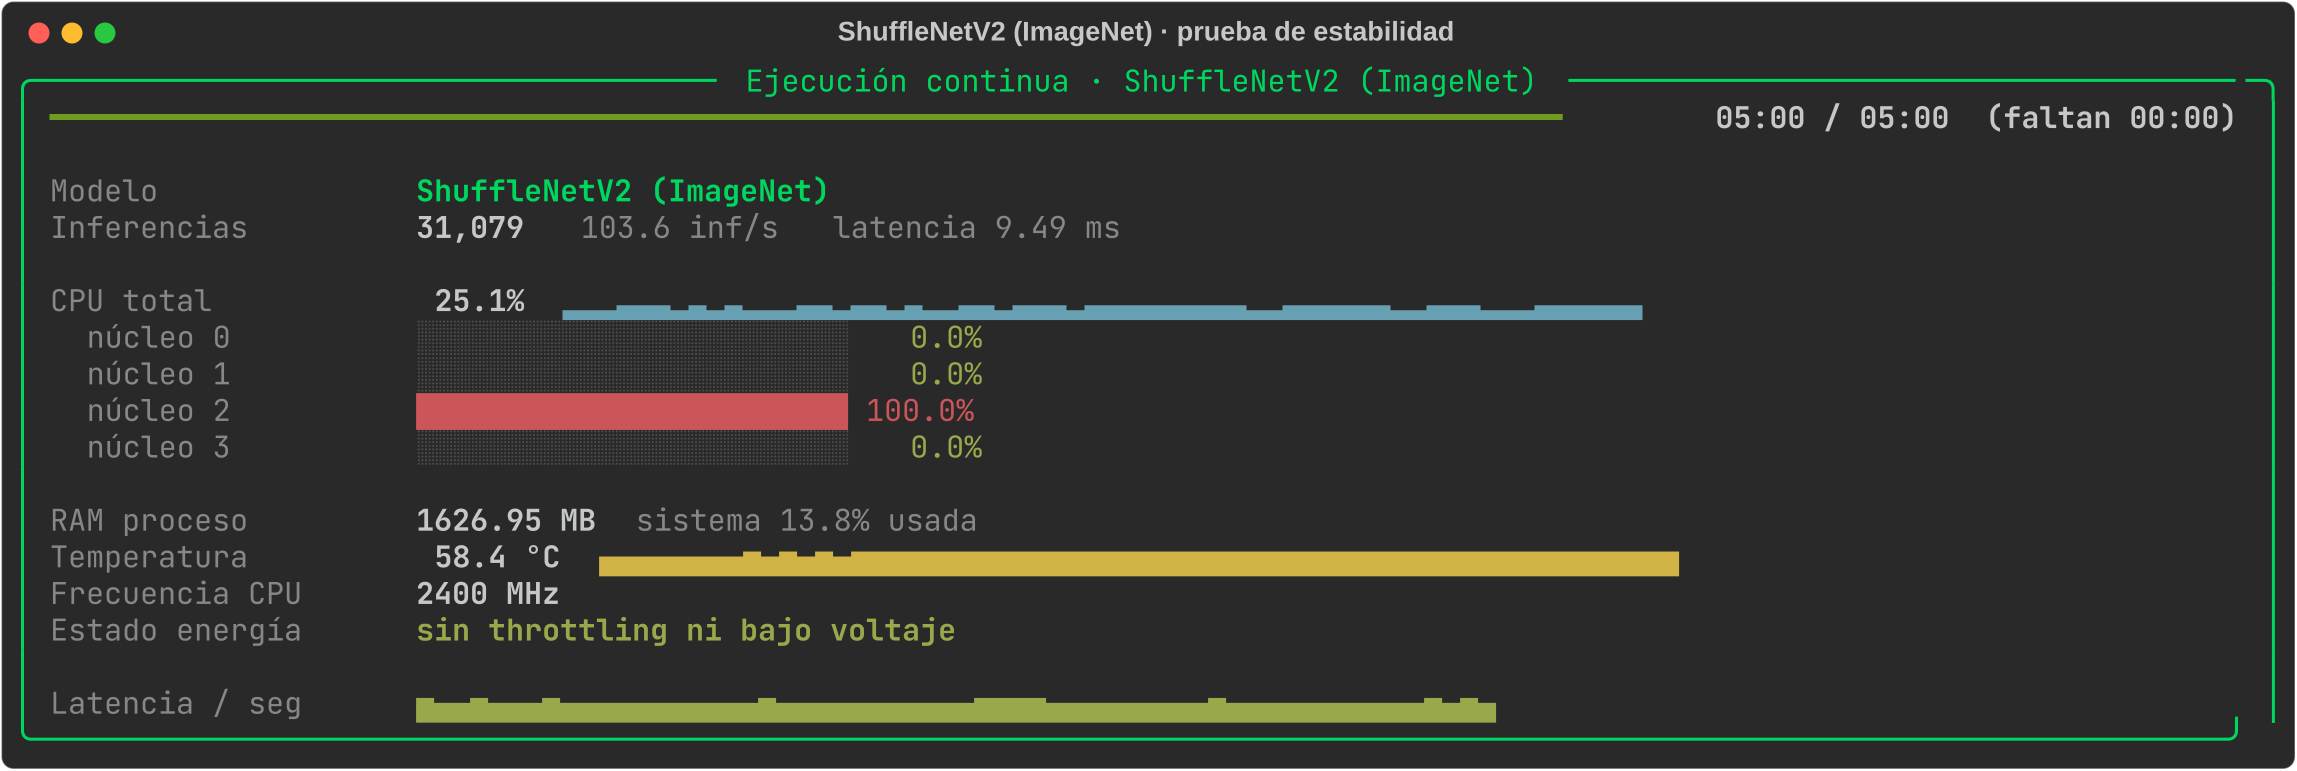 ShuffleNetV2 (ImageNet) · prueba de estabilidad
Ejecución continua · ShuffleNetV2 (ImageNet)
05:00 / 05:00 (faltan 00:00)
Modelo ShuffleNetV2 (ImageNet)
Inferencias 31,079 103.6 inf/s latencia 9.49 ms
CPU total 25.1%
núcleo 0 0.0%
núcleo 1 0.0%
núcleo 2 100.0%
núcleo 3 0.0%
RAM proceso 1626.95 MB sistema 13.8% usada
Temperatura 58.4 °C
Frecuencia CPU 2400 MHz
Estado energía sin throttling ni bajo voltaje
Latencia / seg